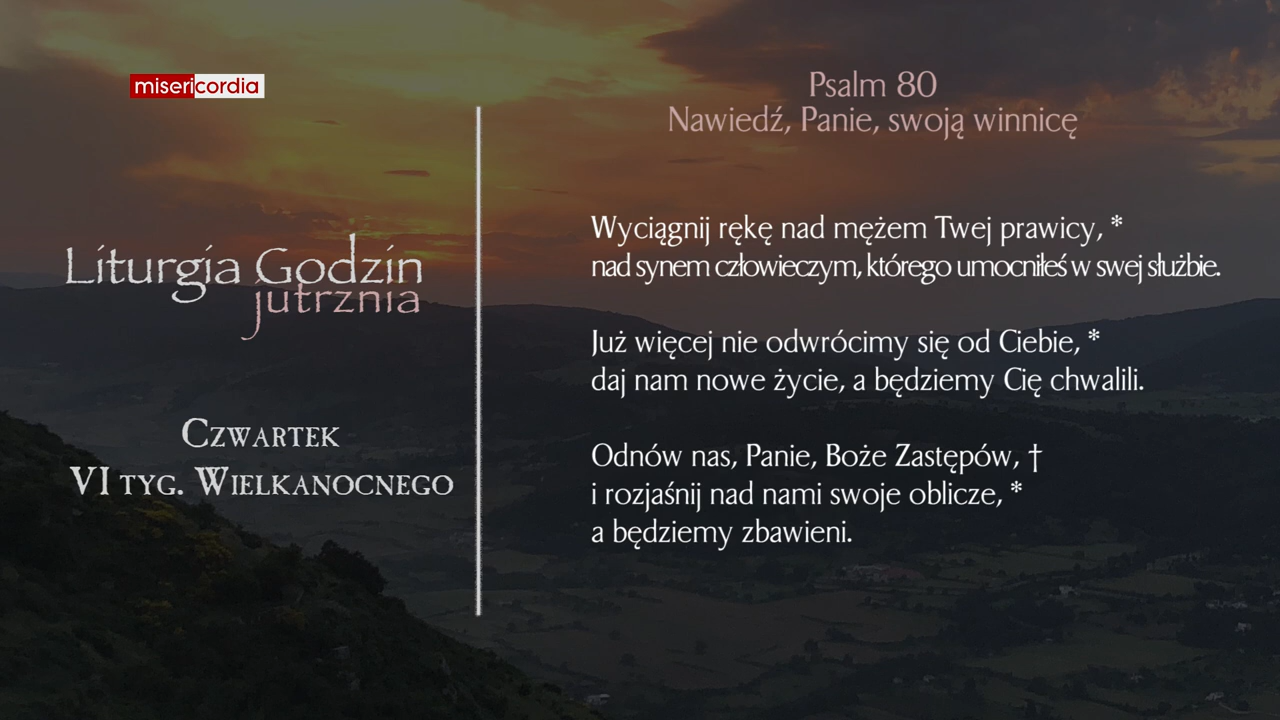 misericordia
Liturgia Godzin
jutrznia
Czwartek
VI tyg. Wielkanocnego
Psalm 80
Nawiedź, Panie, swoją winnicę
Wyciągnij rękę nad mężem Twej prawicy, *
nad synem człowieczym, którego umocniłeś w swej służbie.
Już więcej nie odwrócimy się od Ciebie, *
daj nam nowe życie, a będziemy Cię chwalili.
Odnów nas, Panie, Boże Zastępów, †
i rozjaśnij nad nami swoje oblicze, *
a będziemy zbawieni.